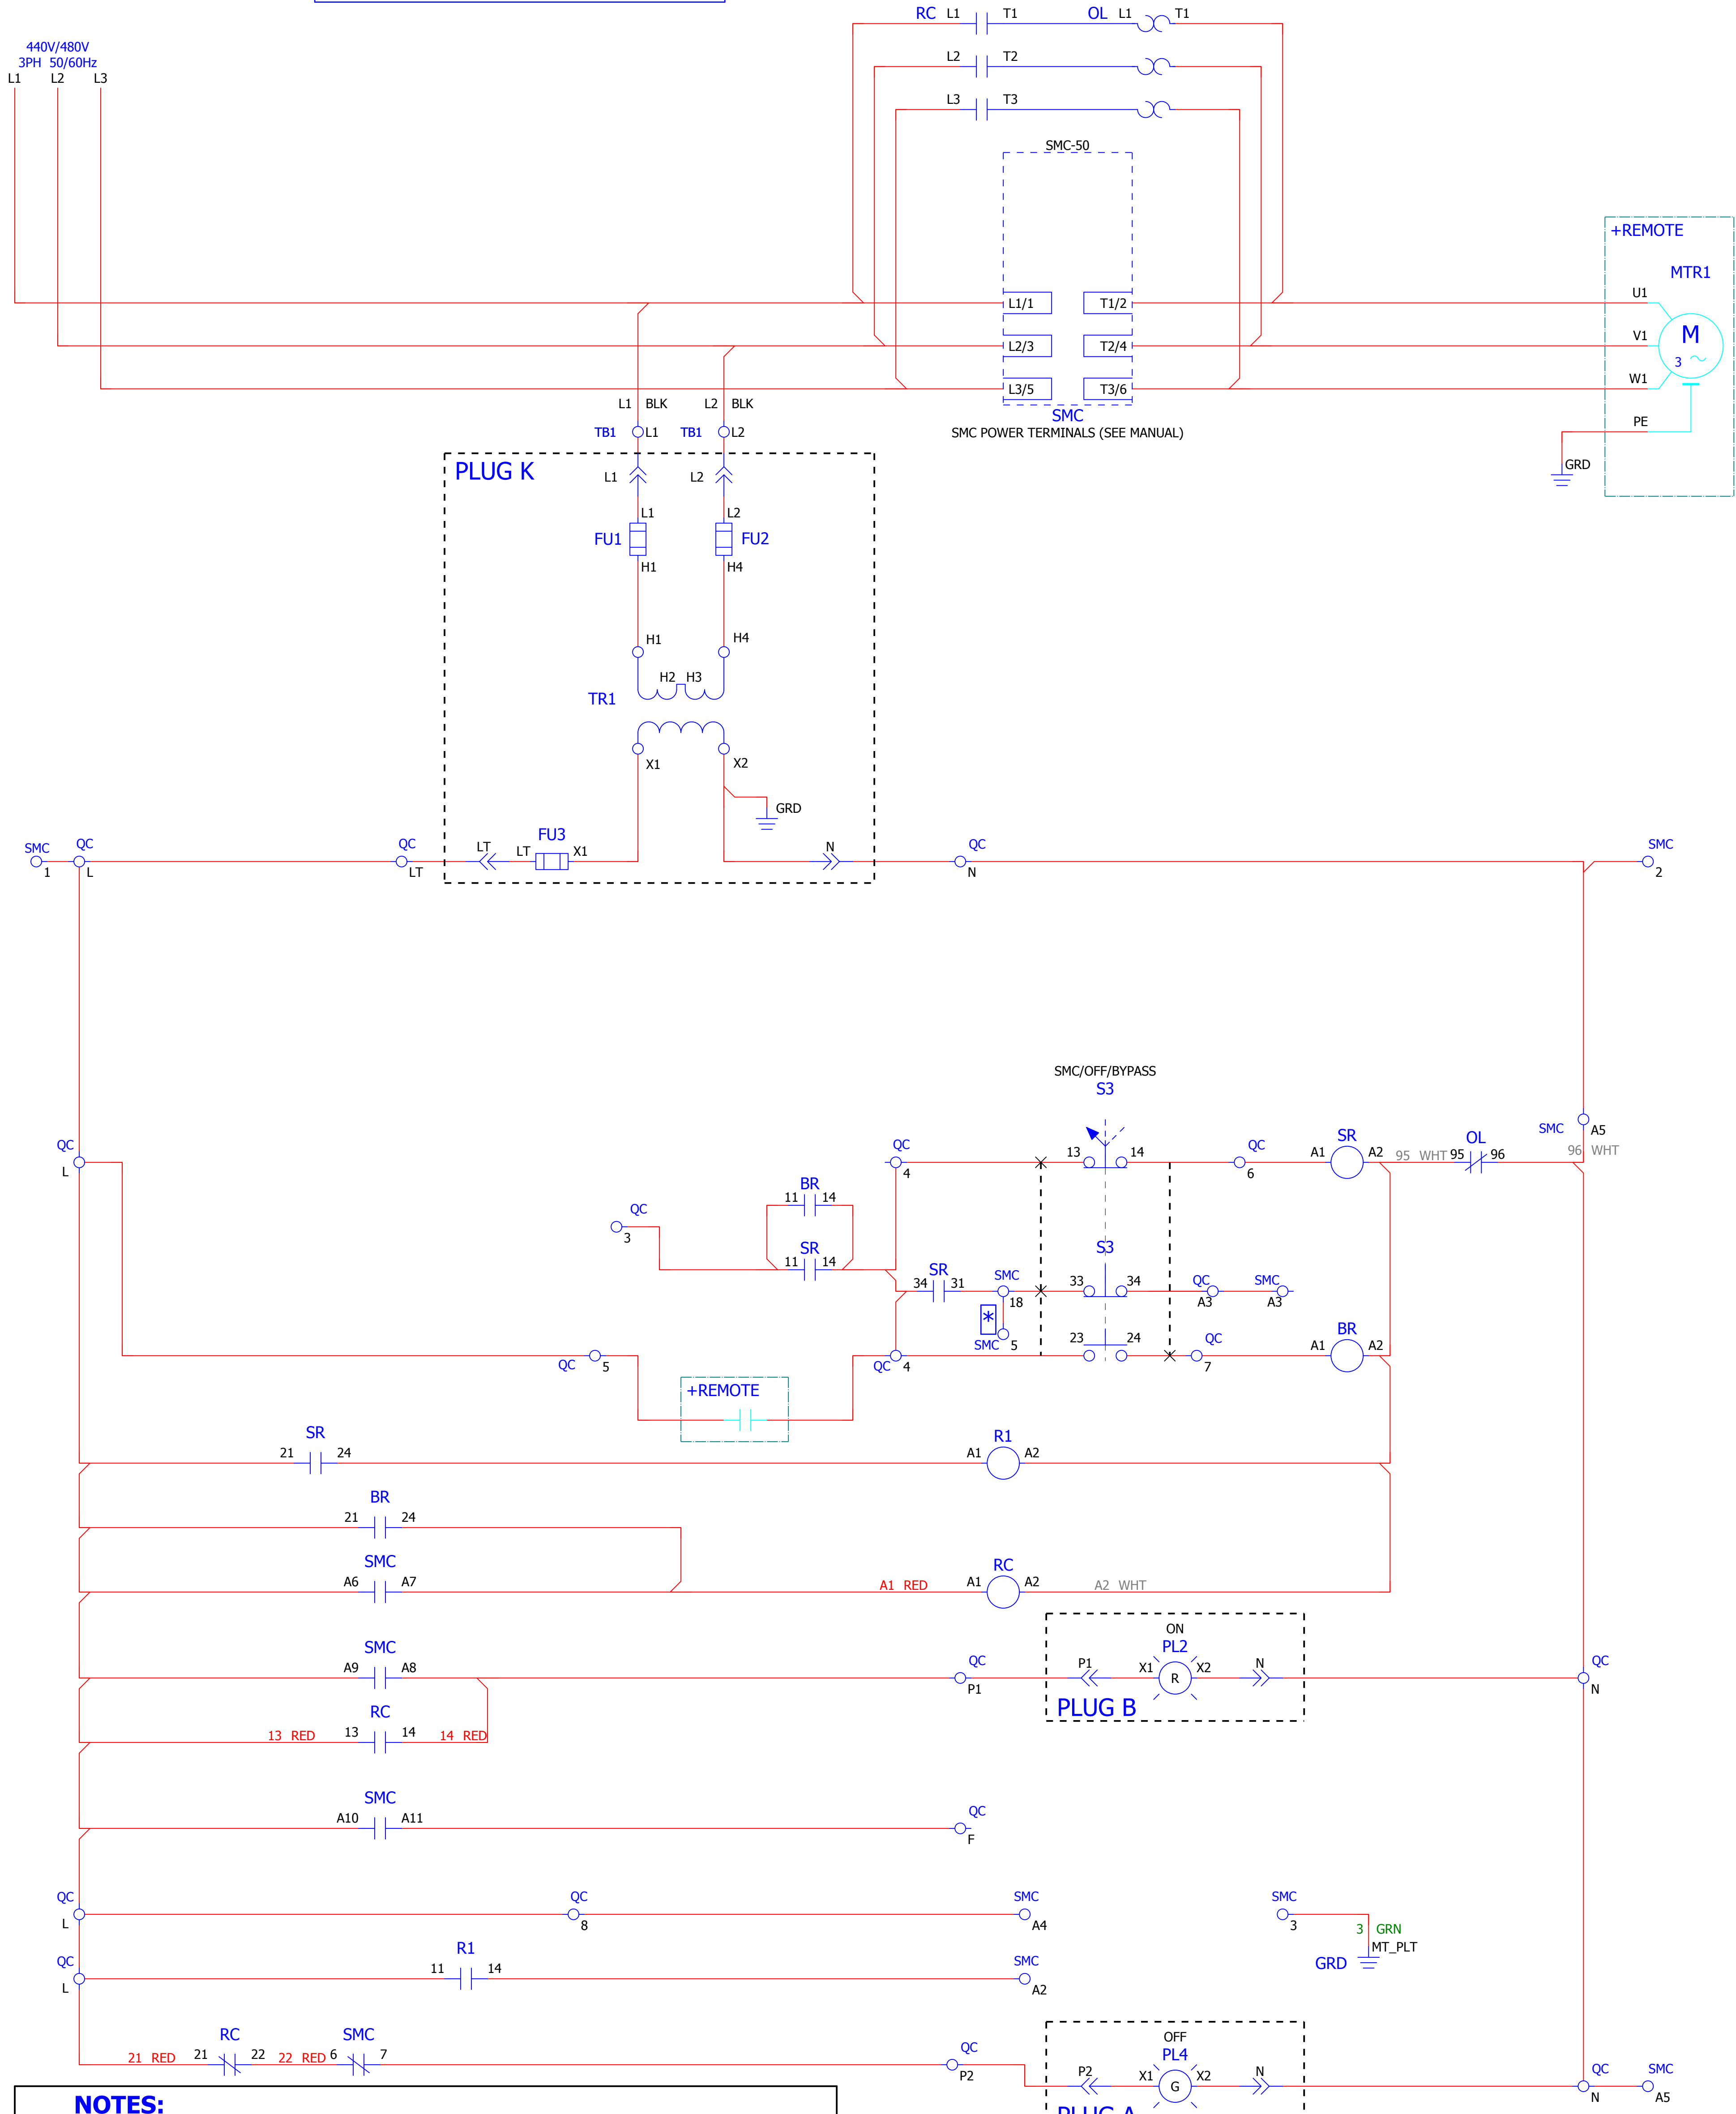 RC L1 T1 OL L1 T1
440V/480V
3PH 50/60Hz
L1 L2 L3
L2 T2
L3 T3
SMC-50
+REMOTE
MTR1
L1/1 T1/2 U1
L2/3 T2/4 V1
M
3
L3/5 T3/6 W1
L1 BLK L2 BLK
SMC
SMC POWER TERMINALS (SEE MANUAL)
TB1 L1 TB1 L2
PE
GRD
PLUG K
L1 L2
L1 L2
FU1 FU2
H1 H4
H1 H4
H2 H3
TR1
X1 X2
GRD
SMC QC QC FU3 QC SMC
LT LT X1 N
1 L LT N 2
SMC/OFF/BYPASS
S3
SMC A5
QC QC 13 14 QC SR OL
A1 A2 95 WHT 95 96 96 WHT
L 4 6
BR
11 14
QC
3
SR S3
11 14
SR SMC QC SMC
34 31 33 34
18 A3 A3
*
SMC 5
23 24 QC BR
A1 A2
QC 5 QC 4 7
+REMOTE
SR R1
21 24 A1 A2
BR
21 24
SMC RC
A6 A7 A1 RED A1 A2 A2 WHT
ON
SMC PL2
A9 A8 QC P1 X1 R X2 N QC
P1 N
PLUG B
RC
13 RED 13 14 14 RED
SMC
A10 A11 QC
F
QC QC SMC SMC
L 8 A4 3
3 GRN
MT_PLT
GRD
QC R1 SMC
11 14
L A2
OFF
RC SMC PL4
21 RED 21 22 22 RED 6 7 QC P2 X1 G X2 N QC SMC
P2 N A5
NOTES:
PLUG A